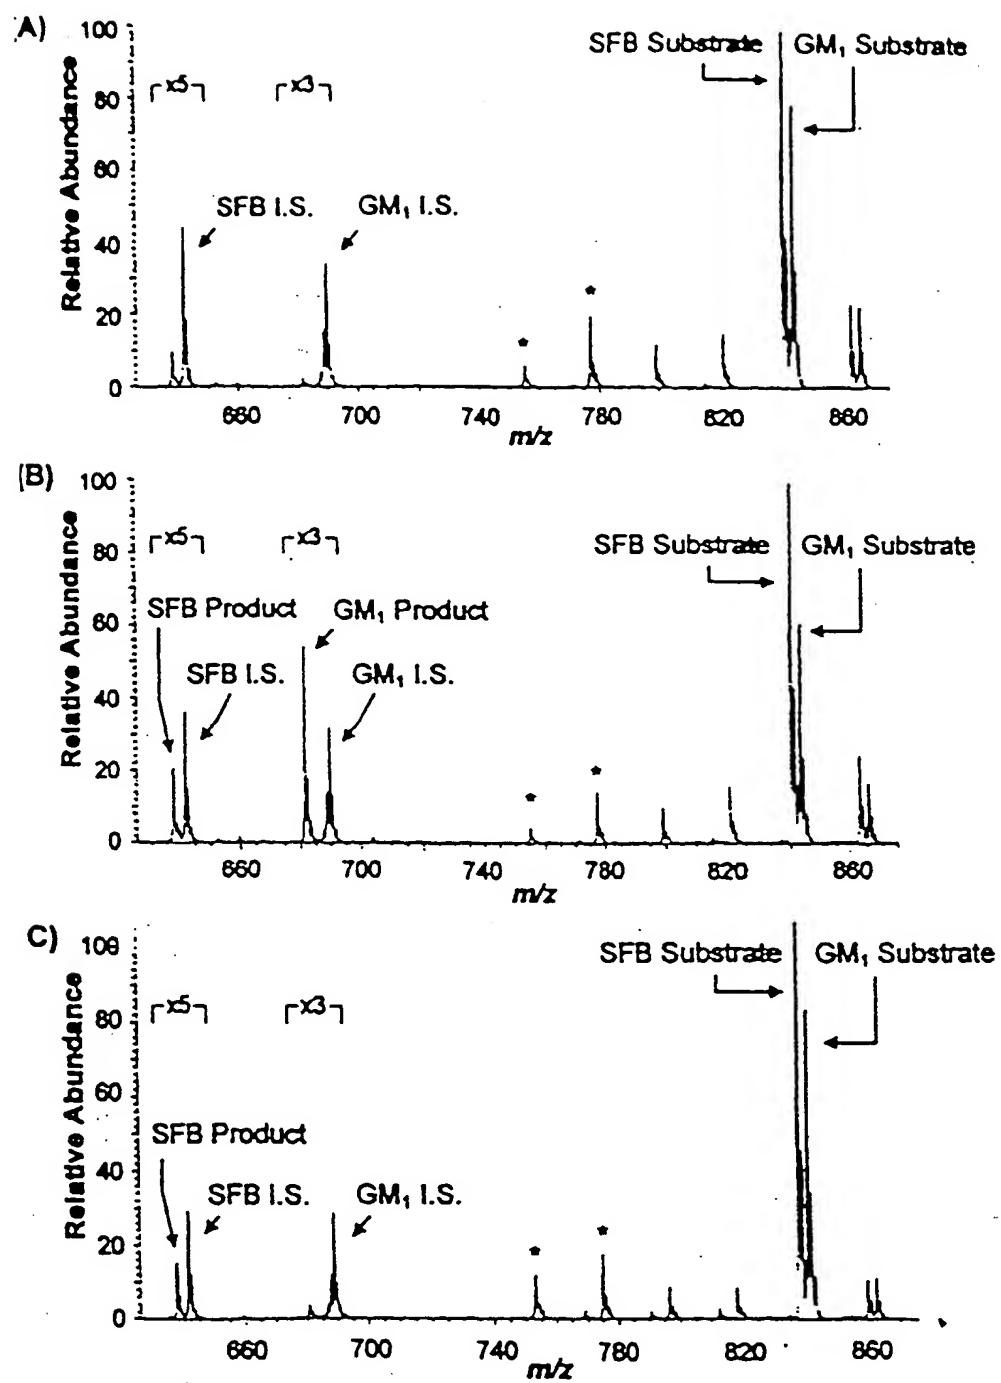 A)
100
SFB Substrate
GM₁ Substrate
x5
x3
80
60
SFB I.S.
GM₁ I.S.
40
20
0
Relative Abundance
*
*
660
700
740
780
820
860
m/z
(B)
100
x5
x3
SFB Substrate
GM₁ Substrate
80
SFB Product
GM₁ Product
60
SFB I.S.
GM₁ I.S.
40
20
0
Relative Abundance
*
*
660
700
740
780
820
860
m/z
C)
100
SFB Substrate
GM₁ Substrate
x5
x3
80
60
SFB Product
40
SFB I.S.
GM₁ I.S.
20
0
Relative Abundance
*
*
660
700
740
780
820
860
m/z